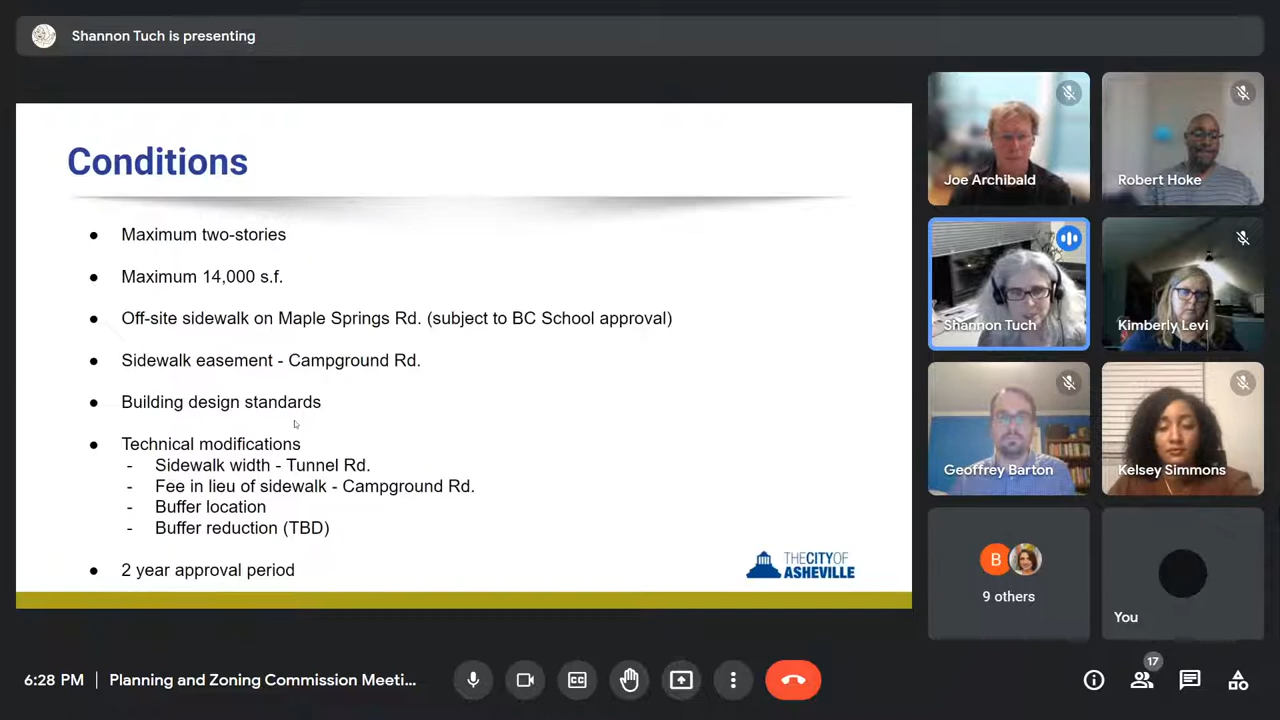 Shannon Tuch is presenting
Conditions
● Maximum two-stories
● Maximum 14,000 s.f.
● Off-site sidewalk on Maple Springs Rd. (subject to BC School approval)
● Sidewalk easement - Campground Rd.
● Building design standards
● Technical modifications
- Sidewalk width - Tunnel Rd.
- Fee in lieu of sidewalk - Campground Rd.
- Buffer location
- Buffer reduction (TBD)
● 2 year approval period
THECITYOF
ASHEVILLE
Joe Archibald
Robert Hoke
Shannon Tuch
Kimberly Levi
Geoffrey Barton
Kelsey Simmons
B
9 others
You
6:28 PM | Planning and Zoning Commission Meeti...
CC
17